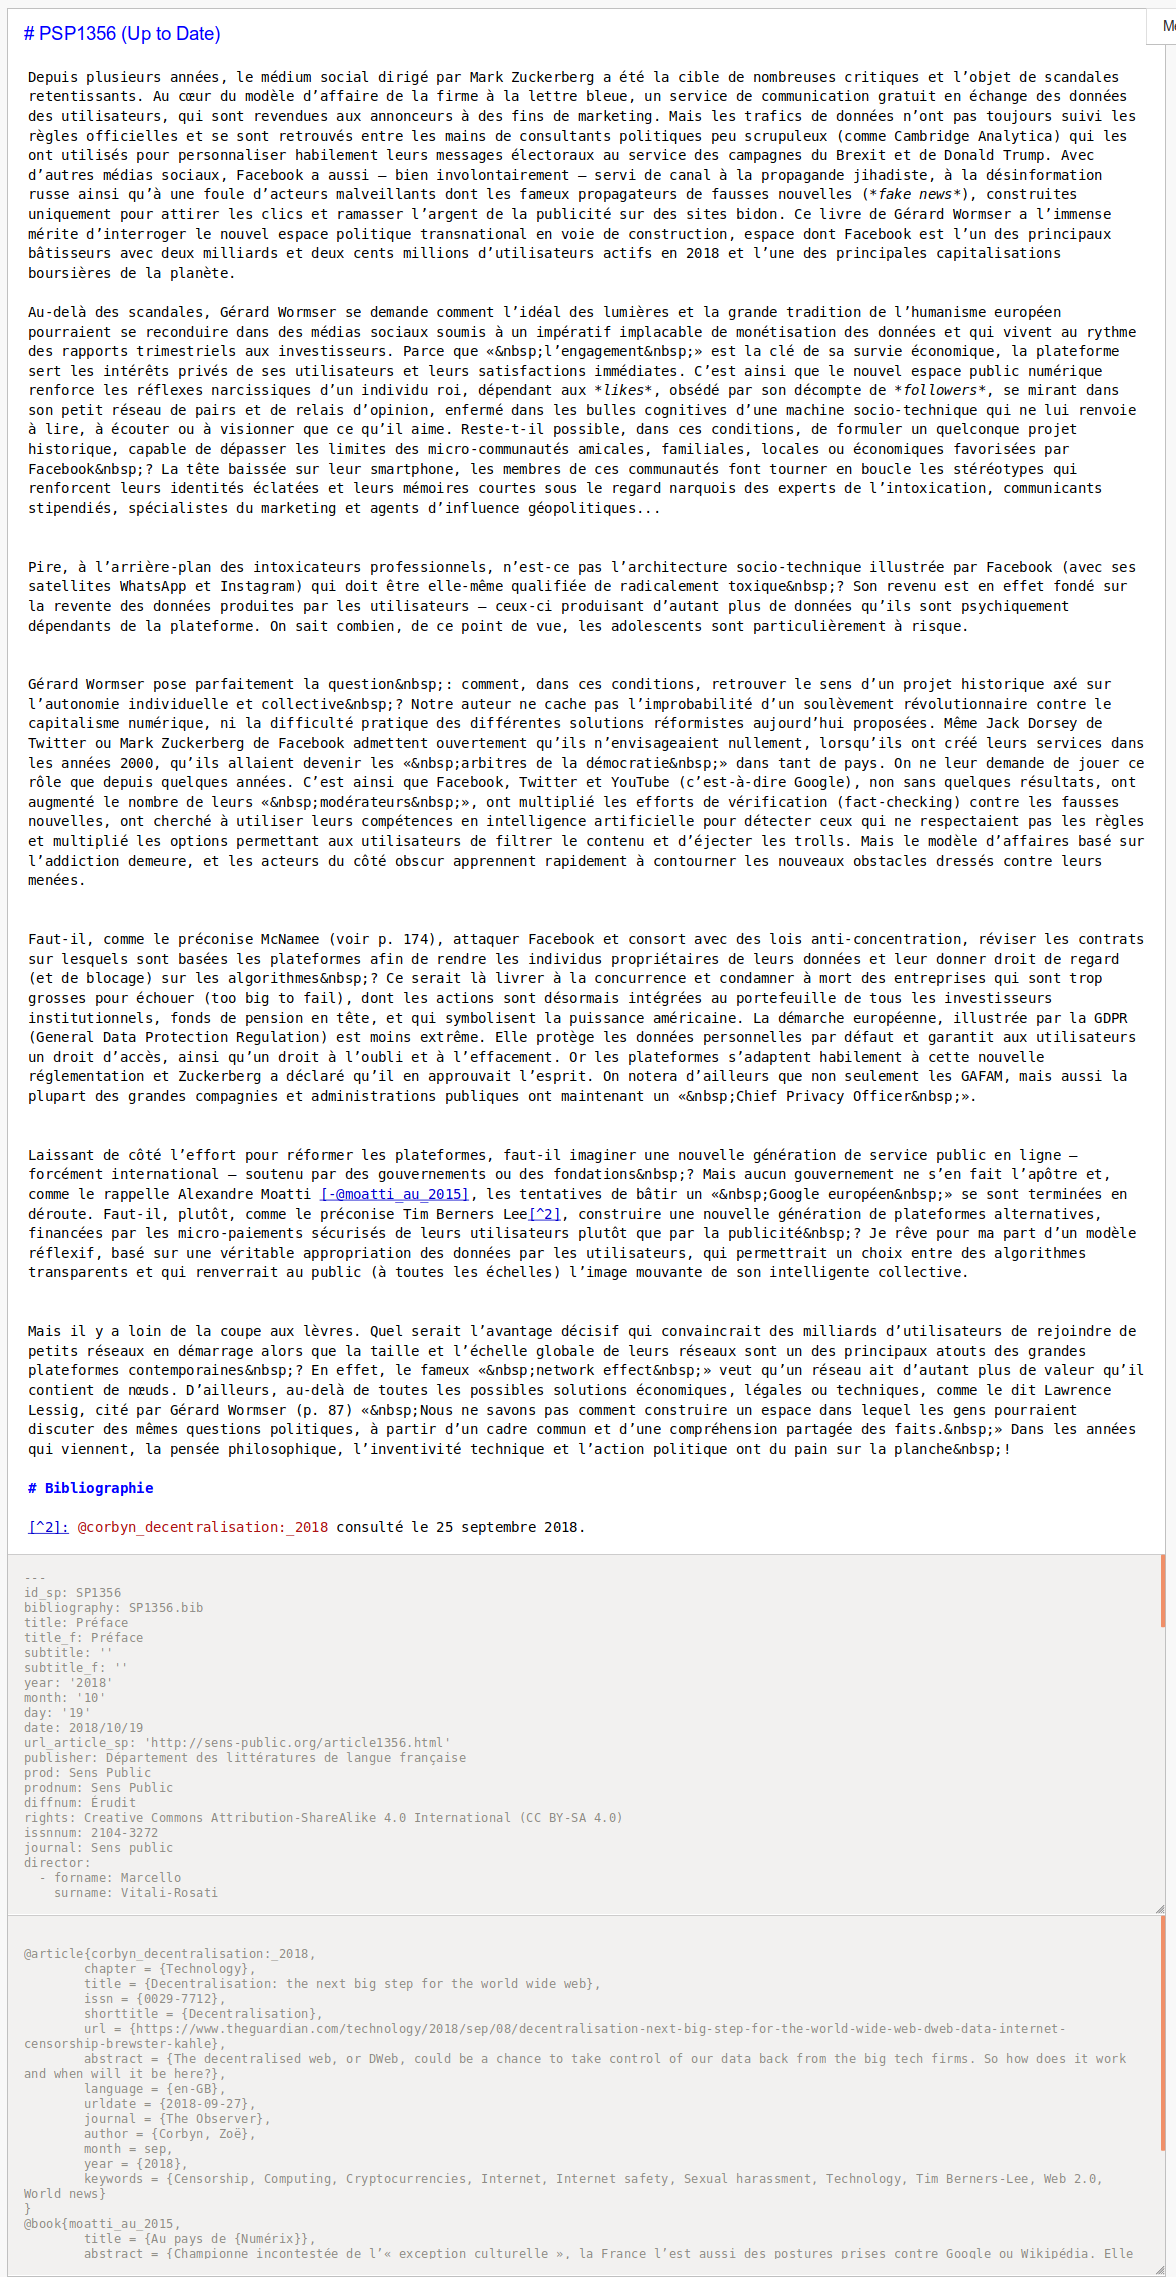 # PSP1356 (Up to Date)
Depuis plusieurs années, le médium social dirigé par Mark Zuckerberg a été la cible de nombreuses critiques et l’objet de scandales
retentissants. Au cœur du modèle d’affaire de la firme à la lettre bleue, un service de communication gratuit en échange des données
des utilisateurs, qui sont revendues aux annonceurs à des fins de marketing. Mais les trafics de données n’ont pas toujours suivi les
règles officielles et se sont retrouvés entre les mains de consultants politiques peu scrupuleux (comme Cambridge Analytica) qui les
ont utilisés pour personnaliser habilement leurs messages électoraux au service des campagnes du Brexit et de Donald Trump. Avec
d’autres médias sociaux, Facebook a aussi – bien involontairement – servi de canal à la propagande jihadiste, à la désinformation
russe ainsi qu’à une foule d’acteurs malveillants dont les fameux propagateurs de fausses nouvelles (*fake news*), construites
uniquement pour attirer les clics et ramasser l’argent de la publicité sur des sites bidon. Ce livre de Gérard Wormser a l’immense
mérite d’interroger le nouvel espace politique transnational en voie de construction, espace dont Facebook est l’un des principaux
bâtisseurs avec deux milliards et deux cents millions d’utilisateurs actifs en 2018 et l’une des principales capitalisations
boursières de la planète.
Au-delà des scandales, Gérard Wormser se demande comment l’idéal des lumières et la grande tradition de l’humanisme européen
pourraient se reconduire dans des médias sociaux soumis à un impératif implacable de monétisation des données et qui vivent au rythme
des rapports trimestriels aux investisseurs. Parce que «&nbsp;l’engagement&nbsp;» est la clé de sa survie économique, la plateforme
sert les intérêts privés de ses utilisateurs et leurs satisfactions immédiates. C’est ainsi que le nouvel espace public numérique
renforce les réflexes narcissiques d’un individu roi, dépendant aux *likes*, obsédé par son décompte de *followers*, se mirant dans
son petit réseau de pairs et de relais d’opinion, enfermé dans les bulles cognitives d’une machine socio-technique qui ne lui renvoie
à lire, à écouter ou à visionner que ce qu’il aime. Reste-t-il possible, dans ces conditions, de formuler un quelconque projet
historique, capable de dépasser les limites des micro-communautés amicales, familiales, locales ou économiques favorisées par
Facebook&nbsp;? La tête baissée sur leur smartphone, les membres de ces communautés font tourner en boucle les stéréotypes qui
renforcent leurs identités éclatées et leurs mémoires courtes sous le regard narquois des experts de l’intoxication, communicants
stipendiés, spécialistes du marketing et agents d’influence géopolitiques...
Pire, à l’arrière-plan des intoxicateurs professionnels, n’est-ce pas l’architecture socio-technique illustrée par Facebook (avec ses
satellites WhatsApp et Instagram) qui doit être elle-même qualifiée de radicalement toxique&nbsp;? Son revenu est en effet fondé sur
la revente des données produites par les utilisateurs – ceux-ci produisant d’autant plus de données qu’ils sont psychiquement
dépendants de la plateforme. On sait combien, de ce point de vue, les adolescents sont particulièrement à risque.
Gérard Wormser pose parfaitement la question&nbsp;: comment, dans ces conditions, retrouver le sens d’un projet historique axé sur
l’autonomie individuelle et collective&nbsp;? Notre auteur ne cache pas l’improbabilité d’un soulèvement révolutionnaire contre le
capitalisme numérique, ni la difficulté pratique des différentes solutions réformistes aujourd’hui proposées. Même Jack Dorsey de
Twitter ou Mark Zuckerberg de Facebook admettent ouvertement qu’ils n’envisageaient nullement, lorsqu’ils ont créé leurs services dans
les années 2000, qu’ils allaient devenir les «&nbsp;arbitres de la démocratie&nbsp;» dans tant de pays. On ne leur demande de jouer ce
rôle que depuis quelques années. C’est ainsi que Facebook, Twitter et YouTube (c’est-à-dire Google), non sans quelques résultats, ont
augmenté le nombre de leurs «&nbsp;modérateurs&nbsp;», ont multiplié les efforts de vérification (fact-checking) contre les fausses
nouvelles, ont cherché à utiliser leurs compétences en intelligence artificielle pour détecter ceux qui ne respectaient pas les règles
et multiplié les options permettant aux utilisateurs de filtrer le contenu et d’éjecter les trolls. Mais le modèle d’affaires basé sur
l’addiction demeure, et les acteurs du côté obscur apprennent rapidement à contourner les nouveaux obstacles dressés contre leurs
menées.
Faut-il, comme le préconise McNamee (voir p. 174), attaquer Facebook et consort avec des lois anti-concentration, réviser les contrats
sur lesquels sont basées les plateformes afin de rendre les individus propriétaires de leurs données et leur donner droit de regard
(et de blocage) sur les algorithmes&nbsp;? Ce serait là livrer à la concurrence et condamner à mort des entreprises qui sont trop
grosses pour échouer (too big to fail), dont les actions sont désormais intégrées au portefeuille de tous les investisseurs
institutionnels, fonds de pension en tête, et qui symbolisent la puissance américaine. La démarche européenne, illustrée par la GDPR
(General Data Protection Regulation) est moins extrême. Elle protège les données personnelles par défaut et garantit aux utilisateurs
un droit d’accès, ainsi qu’un droit à l’oubli et à l’effacement. Or les plateformes s’adaptent habilement à cette nouvelle
réglementation et Zuckerberg a déclaré qu’il en approuvait l’esprit. On notera d’ailleurs que non seulement les GAFAM, mais aussi la
plupart des grandes compagnies et administrations publiques ont maintenant un «&nbsp;Chief Privacy Officer&nbsp;».
Laissant de côté l’effort pour réformer les plateformes, faut-il imaginer une nouvelle génération de service public en ligne –
forcément international – soutenu par des gouvernements ou des fondations&nbsp;? Mais aucun gouvernement ne s’en fait l’apôtre et,
comme le rappelle Alexandre Moatti [-@moatti_au_2015], les tentatives de bâtir un «&nbsp;Google européen&nbsp;» se sont terminées en
déroute. Faut-il, plutôt, comme le préconise Tim Berners Lee[^2], construire une nouvelle génération de plateformes alternatives,
financées par les micro-paiements sécurisés de leurs utilisateurs plutôt que par la publicité&nbsp;? Je rêve pour ma part d’un modèle
réflexif, basé sur une véritable appropriation des données par les utilisateurs, qui permettrait un choix entre des algorithmes
transparents et qui renverrait au public (à toutes les échelles) l’image mouvante de son intelligente collective.
Mais il y a loin de la coupe aux lèvres. Quel serait l’avantage décisif qui convaincrait des milliards d’utilisateurs de rejoindre de
petits réseaux en démarrage alors que la taille et l’échelle globale de leurs réseaux sont un des principaux atouts des grandes
plateformes contemporaines&nbsp;? En effet, le fameux «&nbsp;network effect&nbsp;» veut qu’un réseau ait d’autant plus de valeur qu’il
contient de nœuds. D’ailleurs, au-delà de toutes les possibles solutions économiques, légales ou techniques, comme le dit Lawrence
Lessig, cité par Gérard Wormser (p. 87) «&nbsp;Nous ne savons pas comment construire un espace dans lequel les gens pourraient
discuter des mêmes questions politiques, à partir d’un cadre commun et d’une compréhension partagée des faits.&nbsp;» Dans les années
qui viennent, la pensée philosophique, l’inventivité technique et l’action politique ont du pain sur la planche&nbsp;!
# Bibliographie
[^2]: @corbyn_decentralisation:_2018 consulté le 25 septembre 2018.
---
id_sp: SP1356
bibliography: SP1356.bib
title: Préface
title_f: Préface
subtitle: ''
subtitle_f: ''
year: '2018'
month: '10'
day: '19'
date: 2018/10/19
url_article_sp: 'http://sens-public.org/article1356.html'
publisher: Département des littératures de langue française
prod: Sens Public
prodnum: Sens Public
diffnum: Érudit
rights: Creative Commons Attribution-ShareAlike 4.0 International (CC BY-SA 4.0)
issnnum: 2104-3272
journal: Sens public
director:
- forname: Marcello
surname: Vitali-Rosati
@article{corbyn_decentralisation:_2018,
chapter = {Technology},
title = {Decentralisation: the next big step for the world wide web},
issn = {0029-7712},
shorttitle = {Decentralisation},
url = {https://www.theguardian.com/technology/2018/sep/08/decentralisation-next-big-step-for-the-world-wide-web-dweb-data-internet-
censorship-brewster-kahle},
abstract = {The decentralised web, or DWeb, could be a chance to take control of our data back from the big tech firms. So how does it work
and when will it be here?},
language = {en-GB},
urldate = {2018-09-27},
journal = {The Observer},
author = {Corbyn, Zoë},
month = sep,
year = {2018},
keywords = {Censorship, Computing, Cryptocurrencies, Internet, Internet safety, Sexual harassment, Technology, Tim Berners-Lee, Web 2.0,
World news}
}
@book{moatti_au_2015,
title = {Au pays de {Numérix}},
abstract = {Championne incontestée de l’« exception culturelle », la France l’est aussi des postures prises contre Google ou Wikipédia. Elle